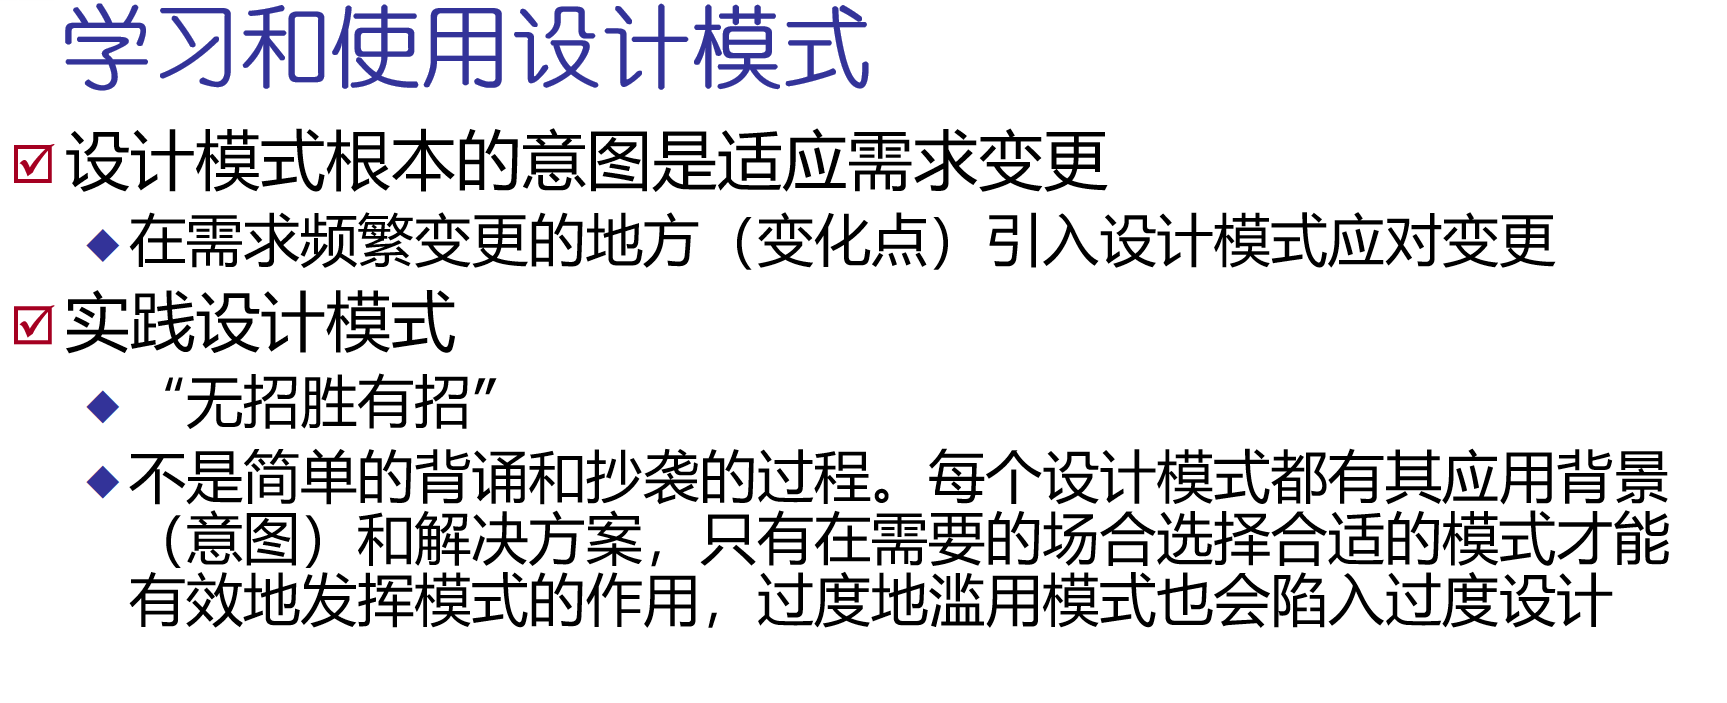 学习和使用设计模式
设计模式根本的意图是适应需求变更
在需求频繁变更的地方（变化点）引入设计模式应对变更
实践设计模式
“无招胜有招”
不是简单的背诵和抄袭的过程。每个设计模式都有其应用背景
（意图）和解决方案，只有在需要的场合选择合适的模式才能
有效地发挥模式的作用，过度地滥用模式也会陷入过度设计